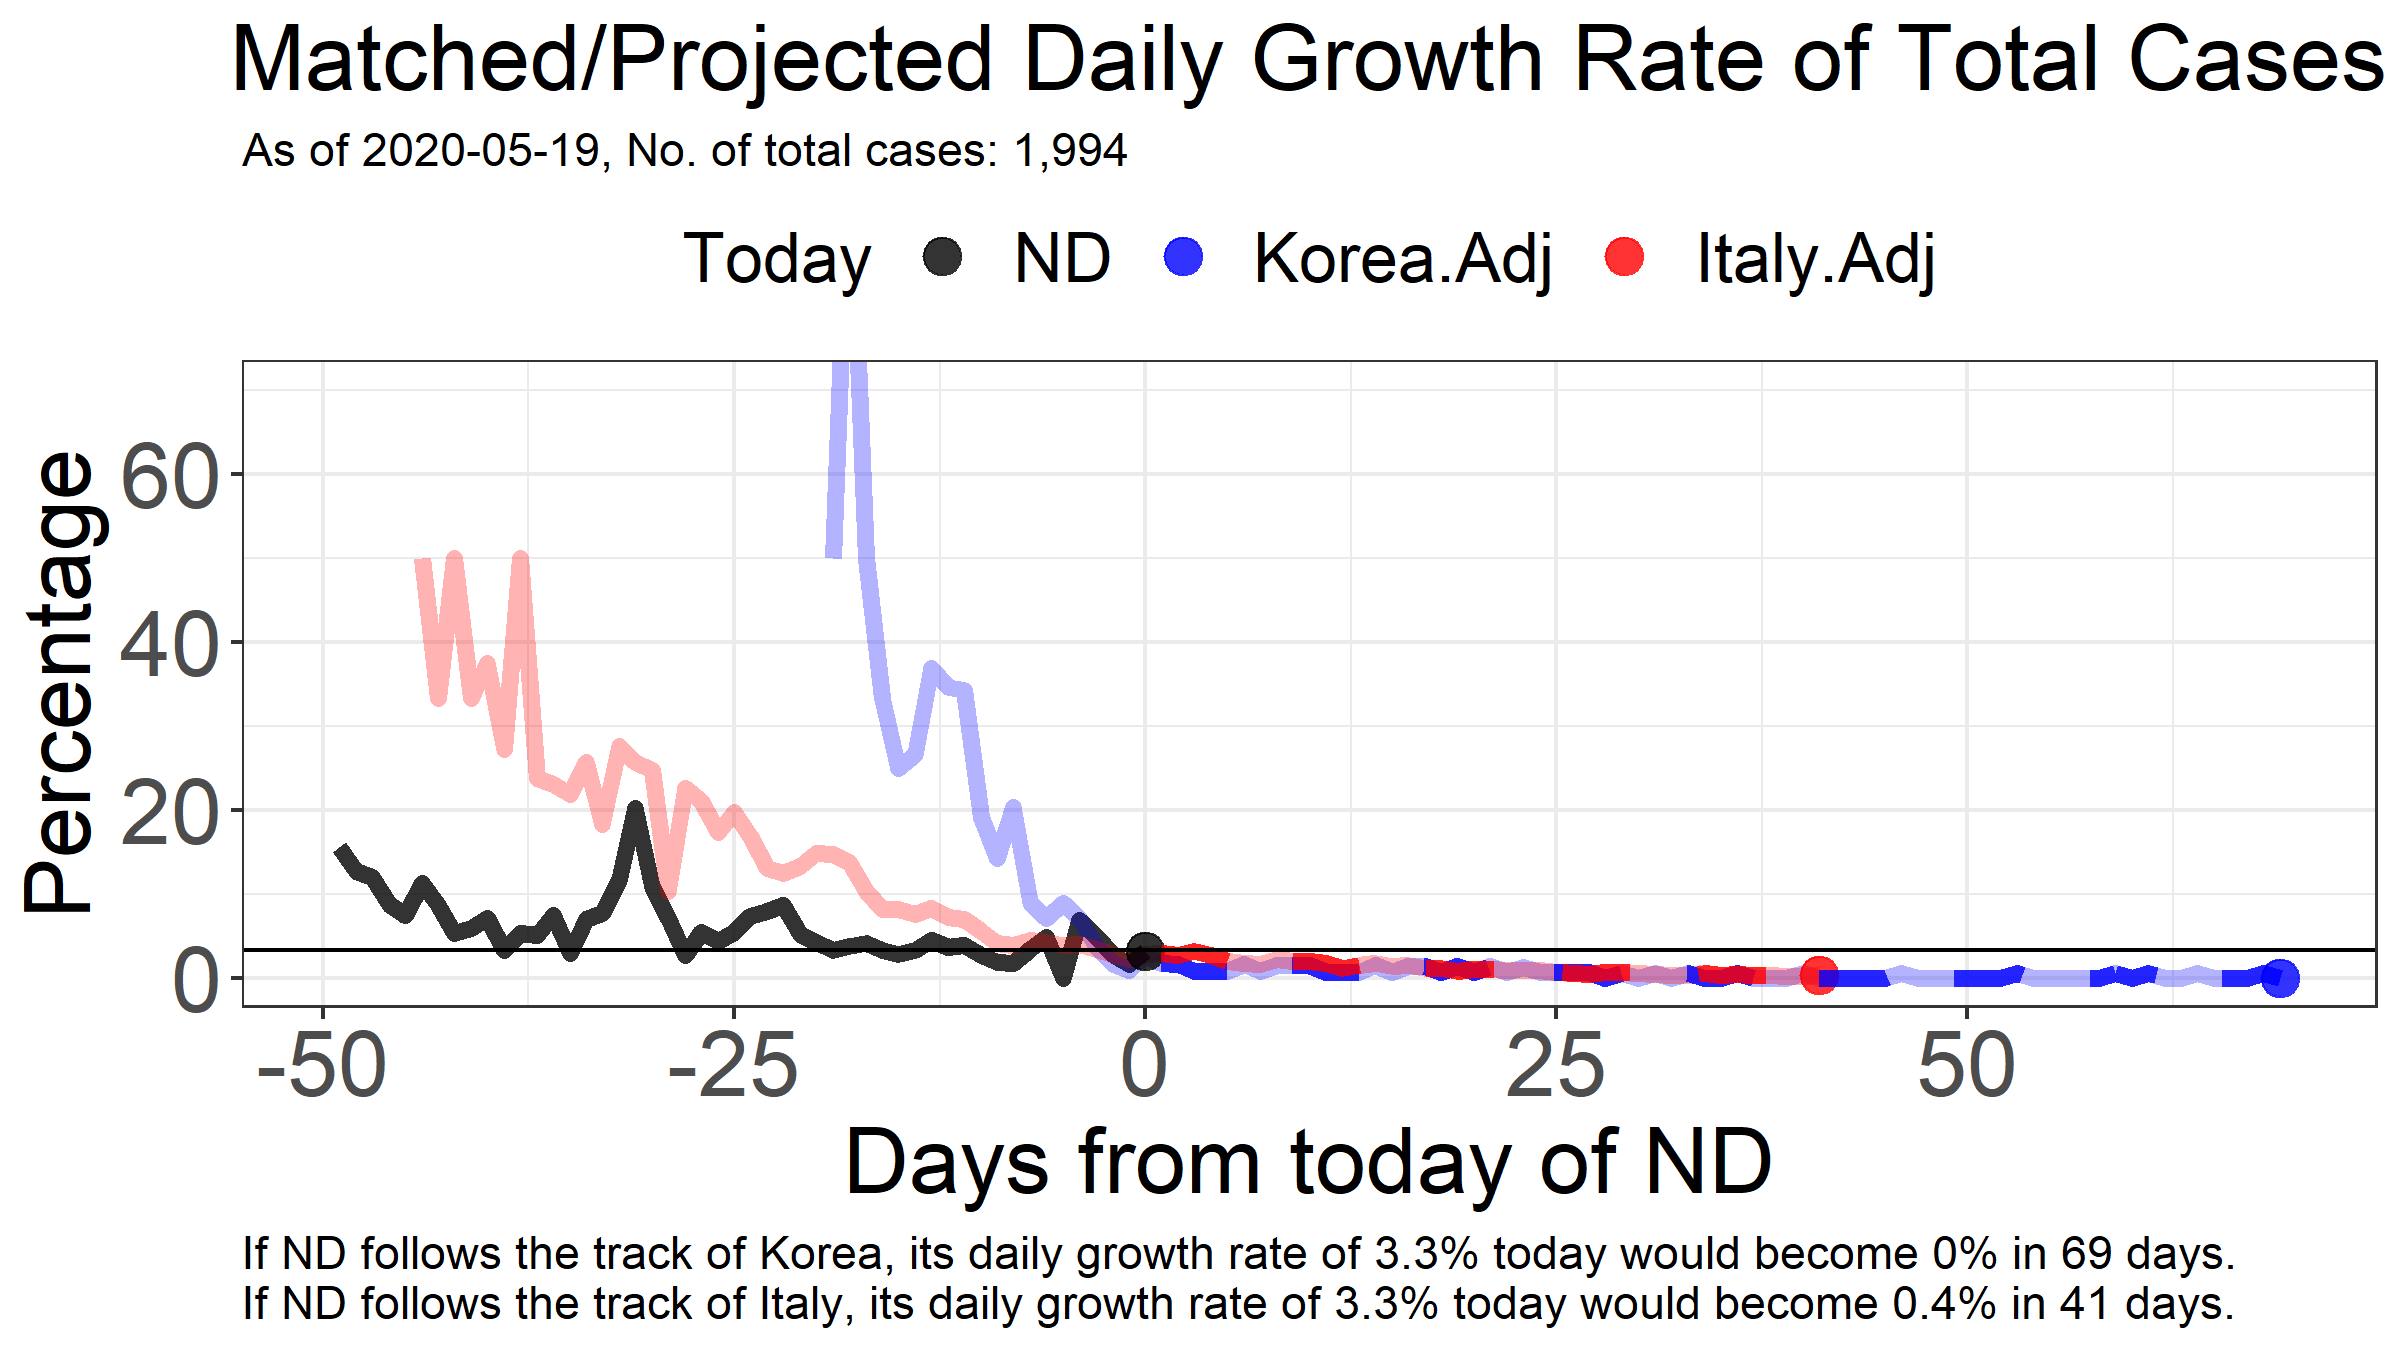 Matched/Projected Daily Growth Rate of Total Cases
As of 2020-05-19, No. of total cases: 1,994
Today ND Korea.Adj Italy.Adj
Percentage
60
40
20
0
-50 -25 0 25 50
Days from today of ND
If ND follows the track of Korea, its daily growth rate of 3.3% today would become 0% in 69 days.
If ND follows the track of Italy, its daily growth rate of 3.3% today would become 0.4% in 41 days.